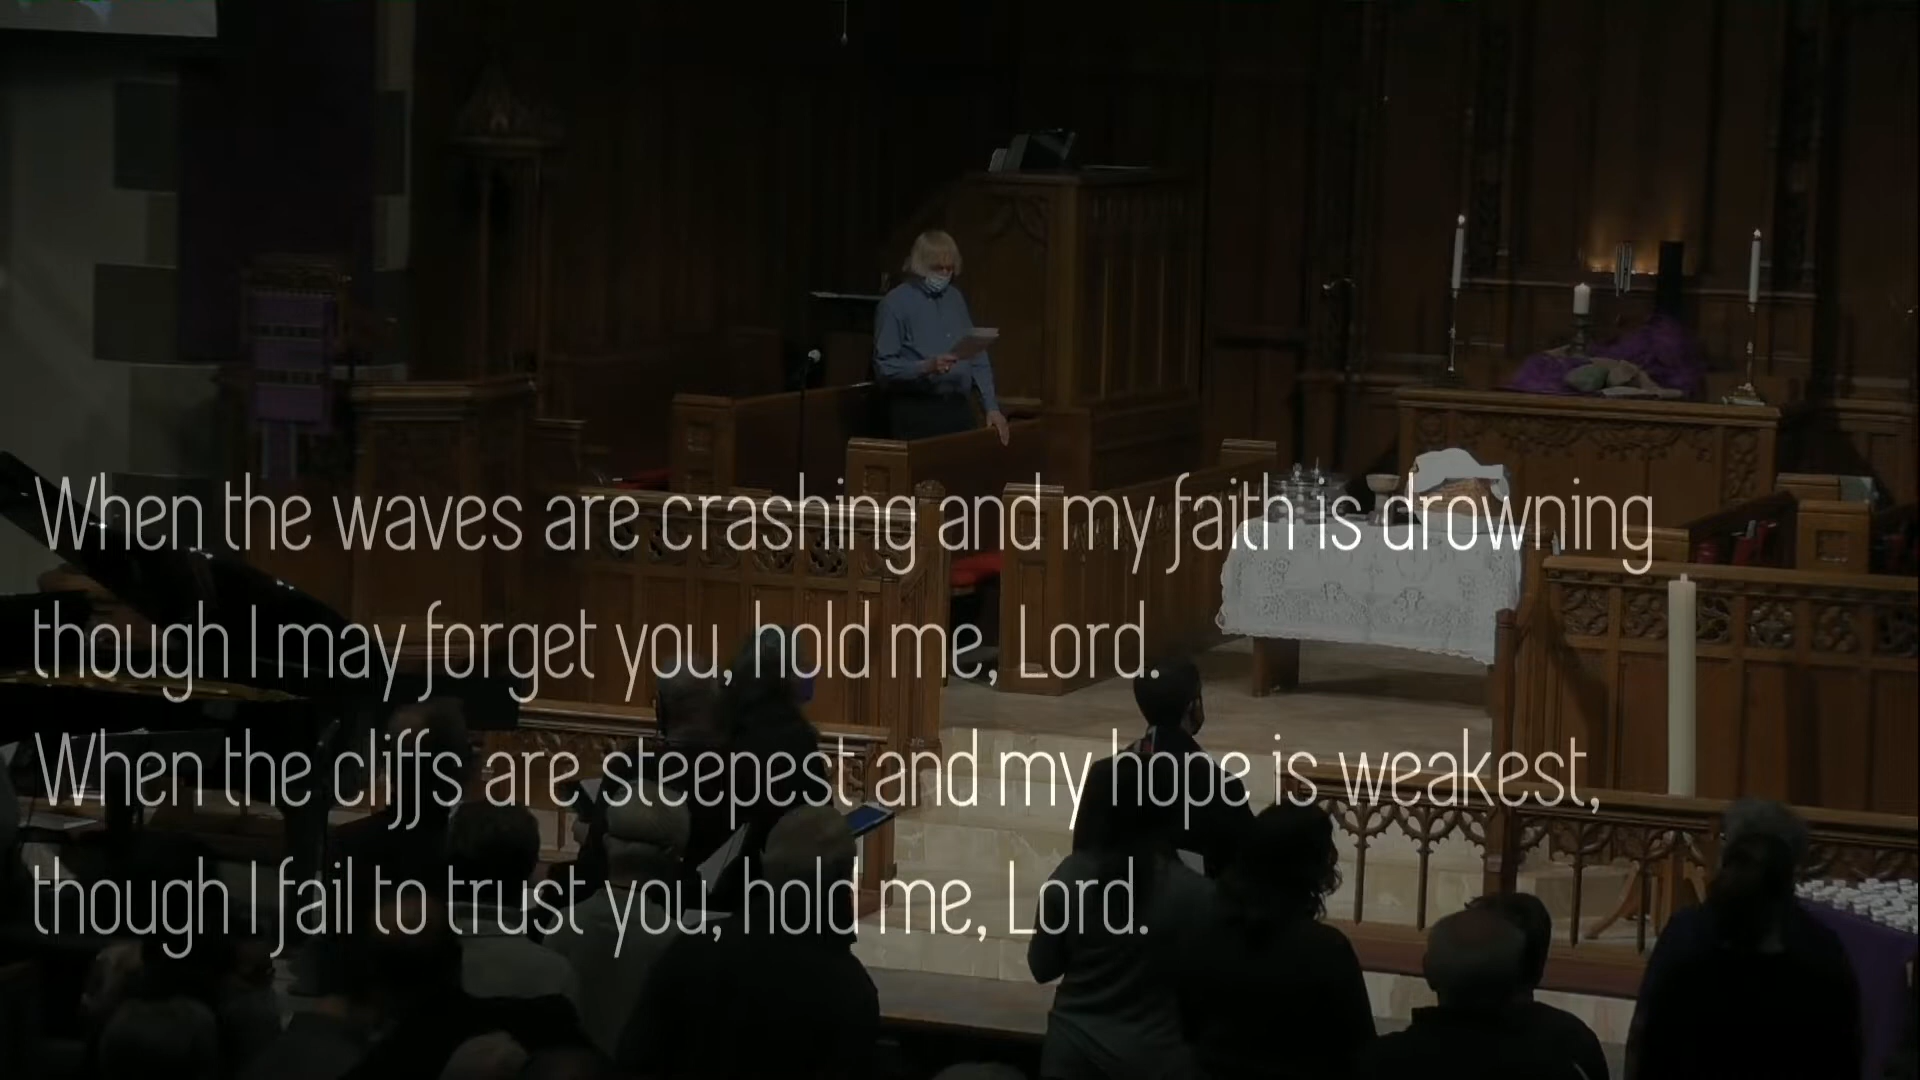 When the waves are crashing and my faith is drowning
though I may forget you, hold me, Lord.
When the cliffs are steepest and my hope is weakest,
though I fail to trust you, hold me, Lord.